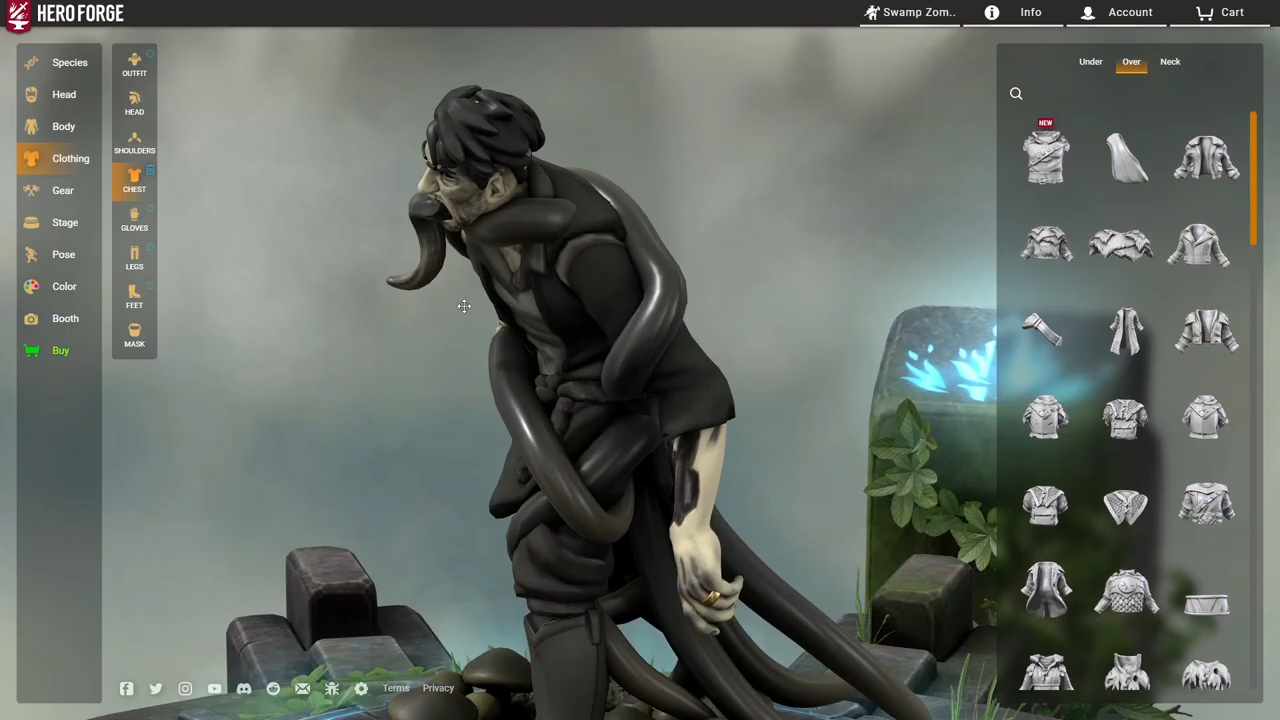 HERO FORGE
Swamp Zom..
Info
Account
Cart
Species
Head
Body
Clothing
Gear
Stage
Pose
Color
Booth
Buy
OUTFIT
HEAD
SHOULDERS
CHEST
GLOVES
LEGS
FEET
MASK
Under
Over
Neck
NEW
Terms
Privacy